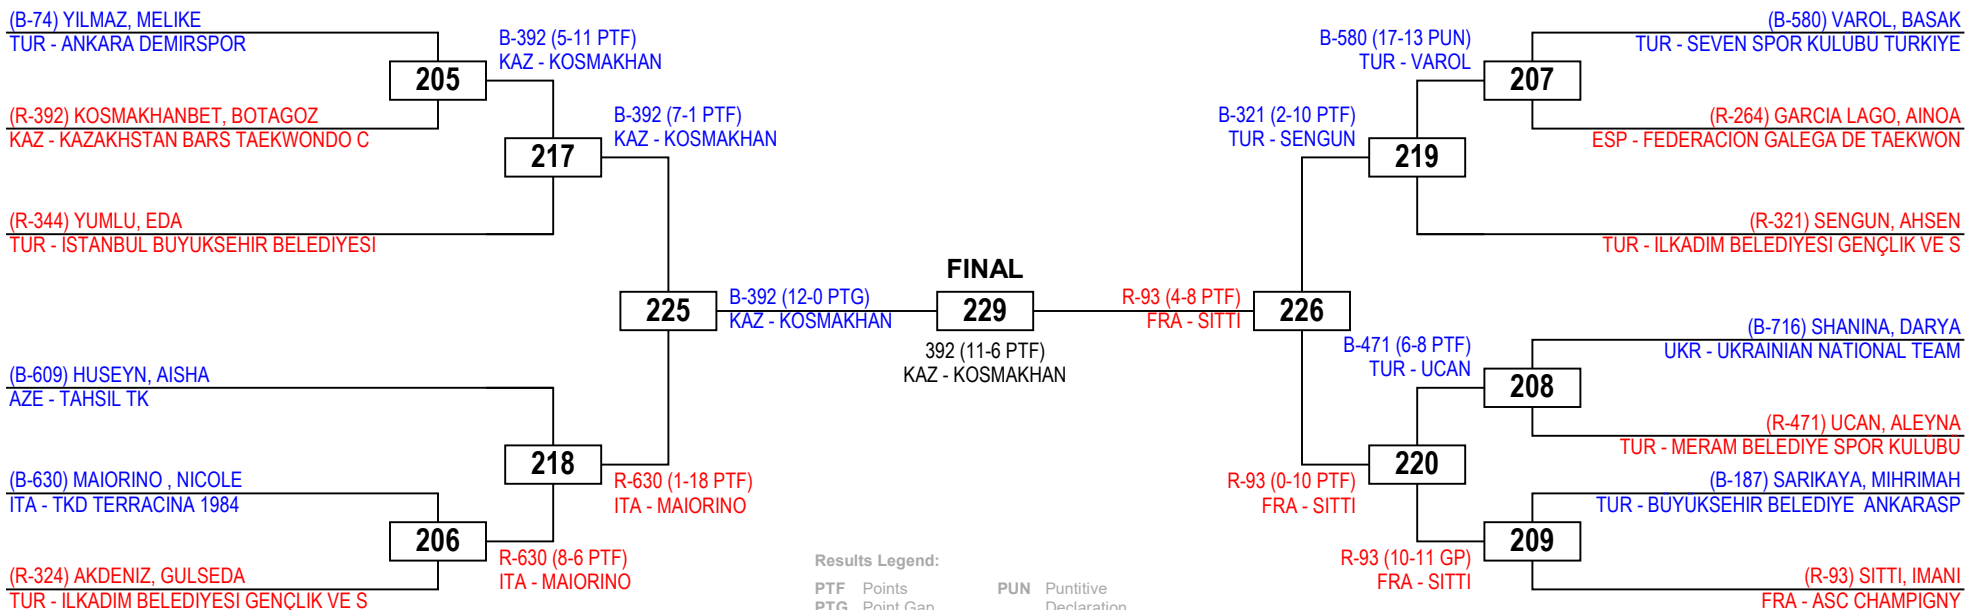 (B-74) YILMAZ, MELIKE
TUR - ANKARA DEMIRSPOR
205
(R-392) KOSMAKHANBET, BOTAGOZ
KAZ - KAZAKHSTAN BARS TAEKWONDO C
B-392 (5-11 PTF)
KAZ - KOSMAKHAN
217
B-392 (7-1 PTF)
KAZ - KOSMAKHAN
(R-344) YUMLU, EDA
TUR - ISTANBUL BUYUKSEHIR BELEDIYESI
225
B-392 (12-0 PTG)
KAZ - KOSMAKHAN
(B-609) HUSEYN, AISHA
AZE - TAHSIL TK
218
R-630 (1-18 PTF)
ITA - MAIORINO
(B-630) MAIORINO , NICOLE
ITA - TKD TERRACINA 1984
206
R-630 (8-6 PTF)
ITA - MAIORINO
(R-324) AKDENIZ, GULSEDA
TUR - ILKADIM BELEDIYESI GENÇLIK VE S
FINAL
229
392 (11-6 PTF)
KAZ - KOSMAKHAN
(B-580) VAROL, BASAK
TUR - SEVEN SPOR KULÜBÜ TÜRKIYE
B-580 (17-13 PUN)
TUR - VAROL
207
(R-264) GARCIA LAGO, AINOA
ESP - FEDERACION GALEGA DE TAEKWON
B-321 (2-10 PTF)
TUR - SENGUN
219
(R-321) SENGUN, AHSEN
TUR - ILKADIM BELEDIYESI GENÇLIK VE S
R-93 (4-8 PTF)
FRA - SITTI
226
(B-716) SHANINA, DARYA
UKR - UKRAINIAN NATIONAL TEAM
B-471 (6-8 PTF)
TUR - UCAN
208
(R-471) UCAN, ALEYNA
TUR - MERAM BELEDIYE SPOR KULÜBÜ
220
R-93 (0-10 PTF)
FRA - SITTI
(B-187) SARIKAYA, MIHRIMAH
TUR - BÜYÜKSEHIR BELEDIYE ANKARASP
209
R-93 (10-11 GP)
FRA - SITTI
(R-93) SITTI, IMANI
FRA - ASC CHAMPIGNY
Results Legend:
PTF Points PUN Puntitive
PTG Point Gap Declaration